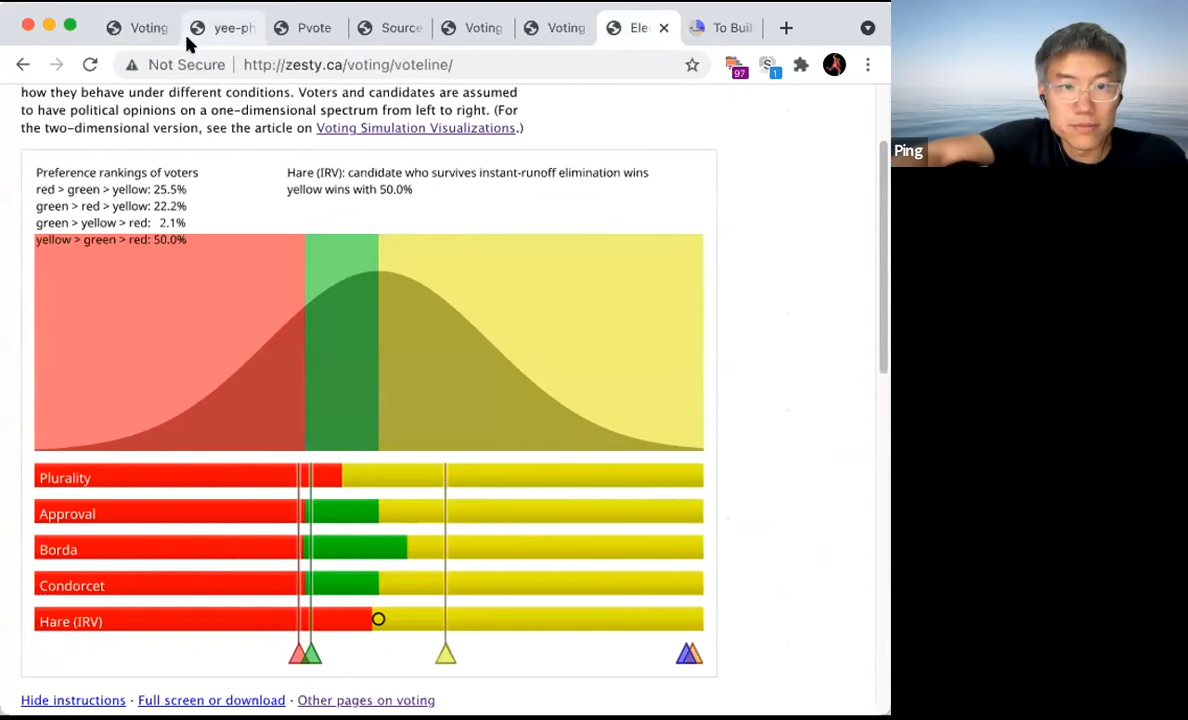 Voting
yee-ph
Pvote
Source
Voting
Voting
Ele
To Buil
Not Secure
http://zesty.ca/voting/voteline/
97
1
how they behave under different conditions. Voters and candidates are assumed
to have political opinions on a one-dimensional spectrum from left to right. (For
the two-dimensional version, see the article on Voting Simulation Visualizations.)
Preference rankings of voters
red > green > yellow: 25.5%
green > red > yellow: 22.2%
green > yellow > red: 2.1%
yellow > green > red: 50.0%
Hare (IRV): candidate who survives instant-runoff elimination wins
yellow wins with 50.0%
Plurality
Approval
Borda
Condorcet
Hare (IRV)
Hide instructions · Full screen or download · Other pages on voting
Ping